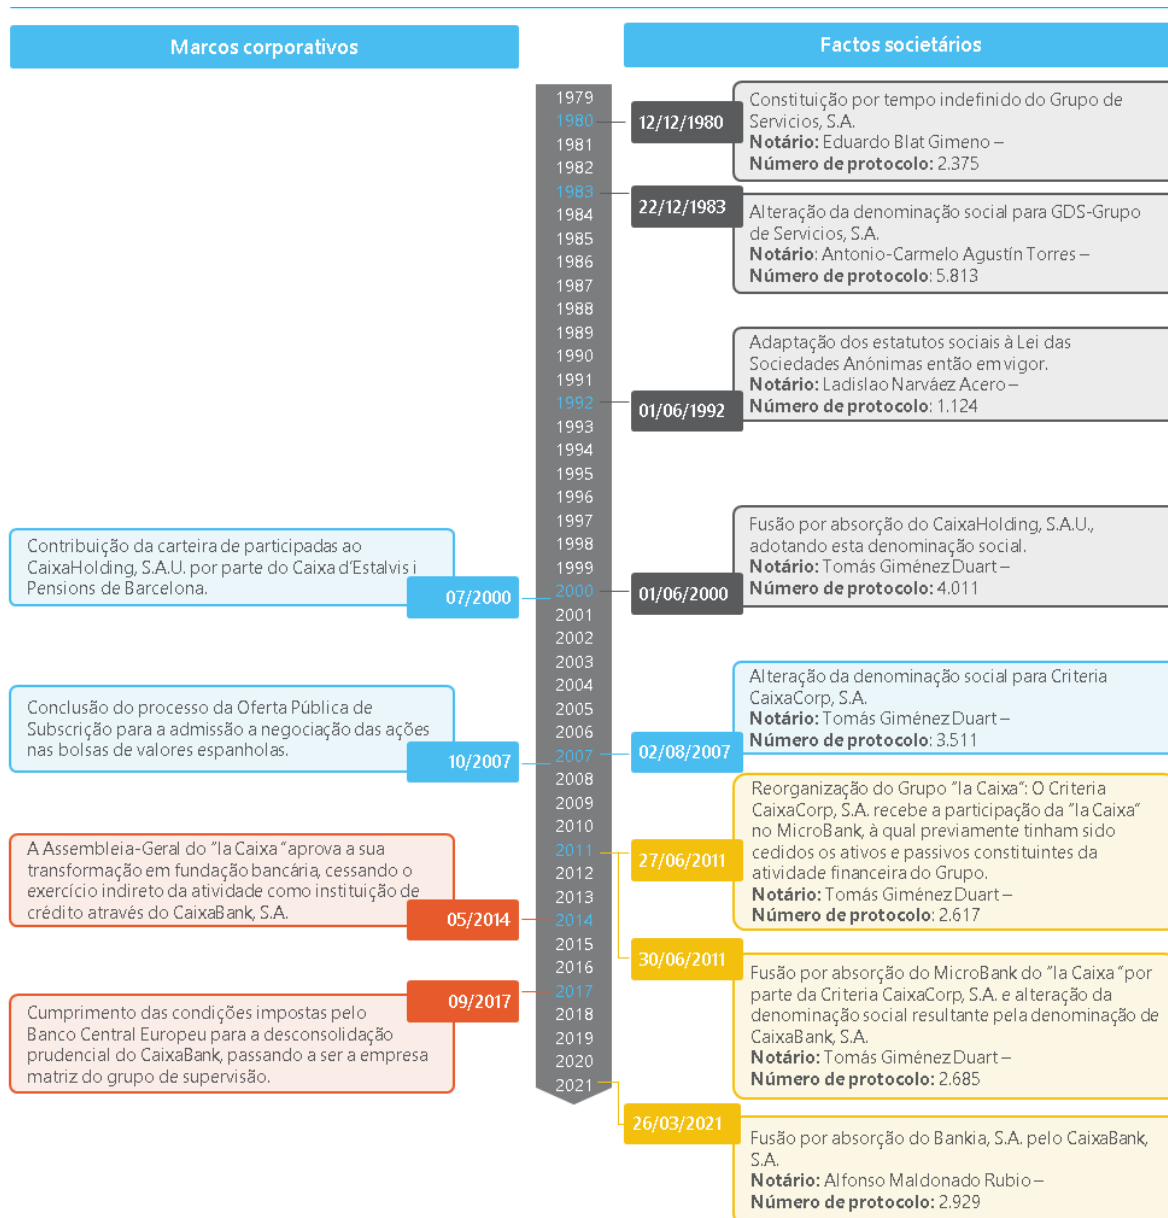 Marcos corporativos
Factos societários
1979
1980
1981
1982
1983
1984
1985
1986
1987
1988
1989
1990
1991
1992
1993
1994
1995
1996
1997
1998
1999
2000
2001
2002
2003
2004
2005
2006
2007
2008
2009
2010
2011
2012
2013
2014
2015
2016
2017
2018
2019
2020
2021
Contribuição da carteira de participadas ao
CaixaHolding, S.A.U. por parte do Caixa d'Estalvis i
Pensions de Barcelona.
07/2000
Conclusão do processo da Oferta Pública de
Subscrição para a admissão a negociação das ações
nas bolsas de valores espanholas.
10/2007
A Assembleia-Geral do "la Caixa "aprova a sua
transformação em fundação bancária, cessando o
exercício indireto da atividade como instituição de
crédito através do CaixaBank, S.A.
05/2014
09/2017
Cumprimento das condições impostas pelo
Banco Central Europeu para a desconsolidação
prudencial do CaixaBank, passando a ser a empresa
matriz do grupo de supervisão.
12/12/1980
Constituição por tempo indefinido do Grupo de
Servicios, S.A.
Notário: Eduardo Blat Gimeno –
Número de protocolo: 2.375
22/12/1983
Alteração da denominação social para GDS-Grupo
de Servicios, S.A.
Notário: Antonio-Carmelo Agustín Torres –
Número de protocolo: 5.813
Adaptação dos estatutos sociais à Lei das
Sociedades Anónimas então em vigor.
Notário: Ladislao Narváez Acero –
Número de protocolo: 1.124
01/06/1992
Fusão por absorção do CaixaHolding, S.A.U.,
adotando esta denominação social.
Notário: Tomás Giménez Duart –
Número de protocolo: 4.011
01/06/2000
Alteração da denominação social para Criteria
CaixaCorp, S.A.
Notário: Tomás Giménez Duart –
Número de protocolo: 3.511
02/08/2007
Reorganização do Grupo "la Caixa": O Criteria
CaixaCorp, S.A. recebe a participação da "la Caixa"
no MicroBank, à qual previamente tinham sido
cedidos os ativos e passivos constituintes da
atividade financeira do Grupo.
Notário: Tomás Giménez Duart –
Número de protocolo: 2.617
27/06/2011
30/06/2011
Fusão por absorção do MicroBank do "la Caixa "por
parte da Criteria CaixaCorp, S.A. e alteração da
denominação social resultante pela denominação de
CaixaBank, S.A.
Notário: Tomás Giménez Duart –
Número de protocolo: 2.685
26/03/2021
Fusão por absorção do Bankia, S.A. pelo CaixaBank,
S.A.
Notário: Alfonso Maldonado Rubio –
Número de protocolo: 2.929